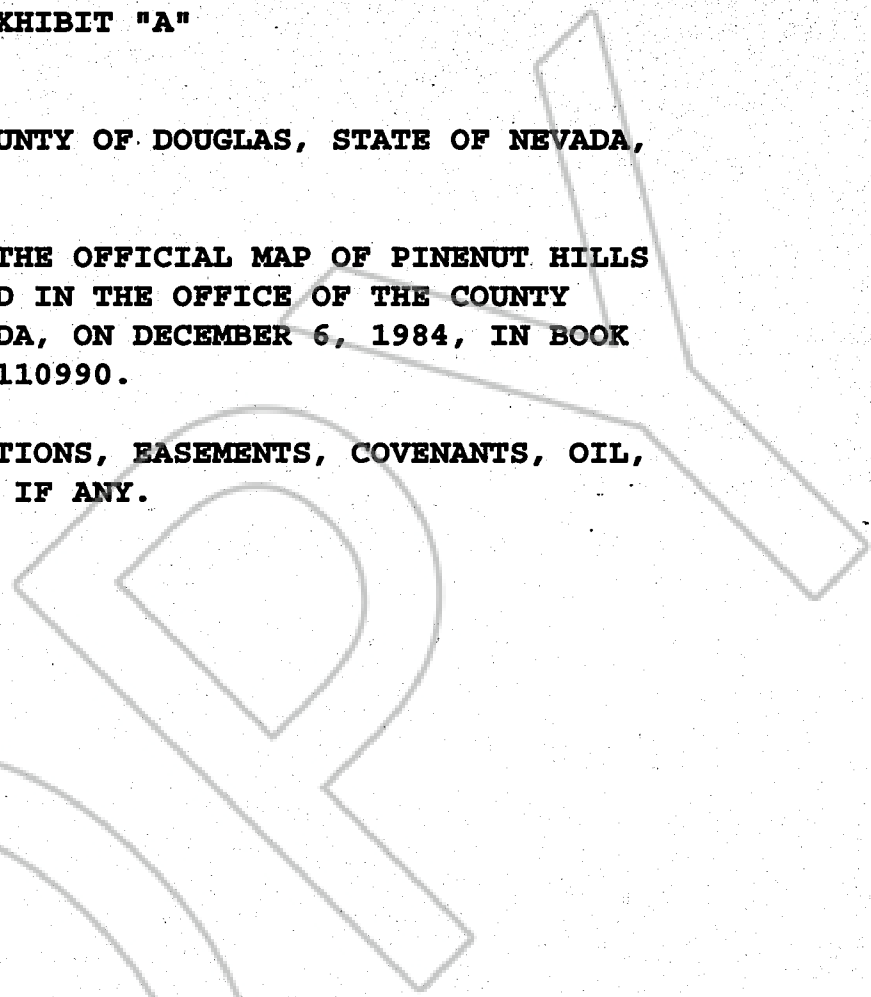 XHIBIT "A"
UNTY OF DOUGLAS, STATE OF NEVADA,
THE OFFICIAL MAP OF PINENUT HILLS
D IN THE OFFICE OF THE COUNTY
DA, ON DECEMBER 6, 1984, IN BOOK
110990.
TIONS, EASEMENTS, COVENANTS, OIL,
IF ANY.
PY